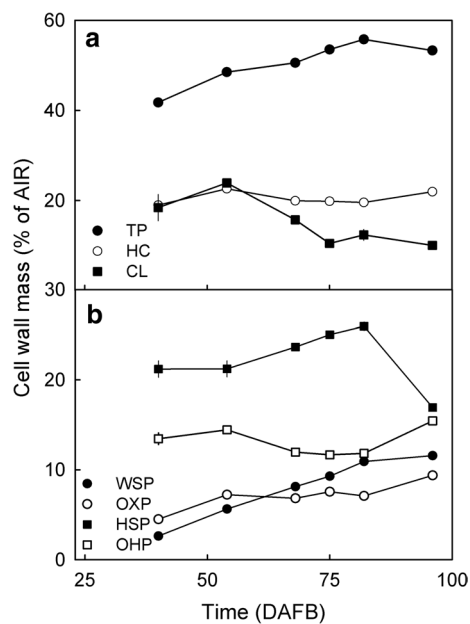 60
a
40
20
TP
HC
CL
Cell wall mass (% of AIR)
30
b
20
10
WSP
OXP
HSP
OHP
0
25 50 75 100
Time (DAFB)